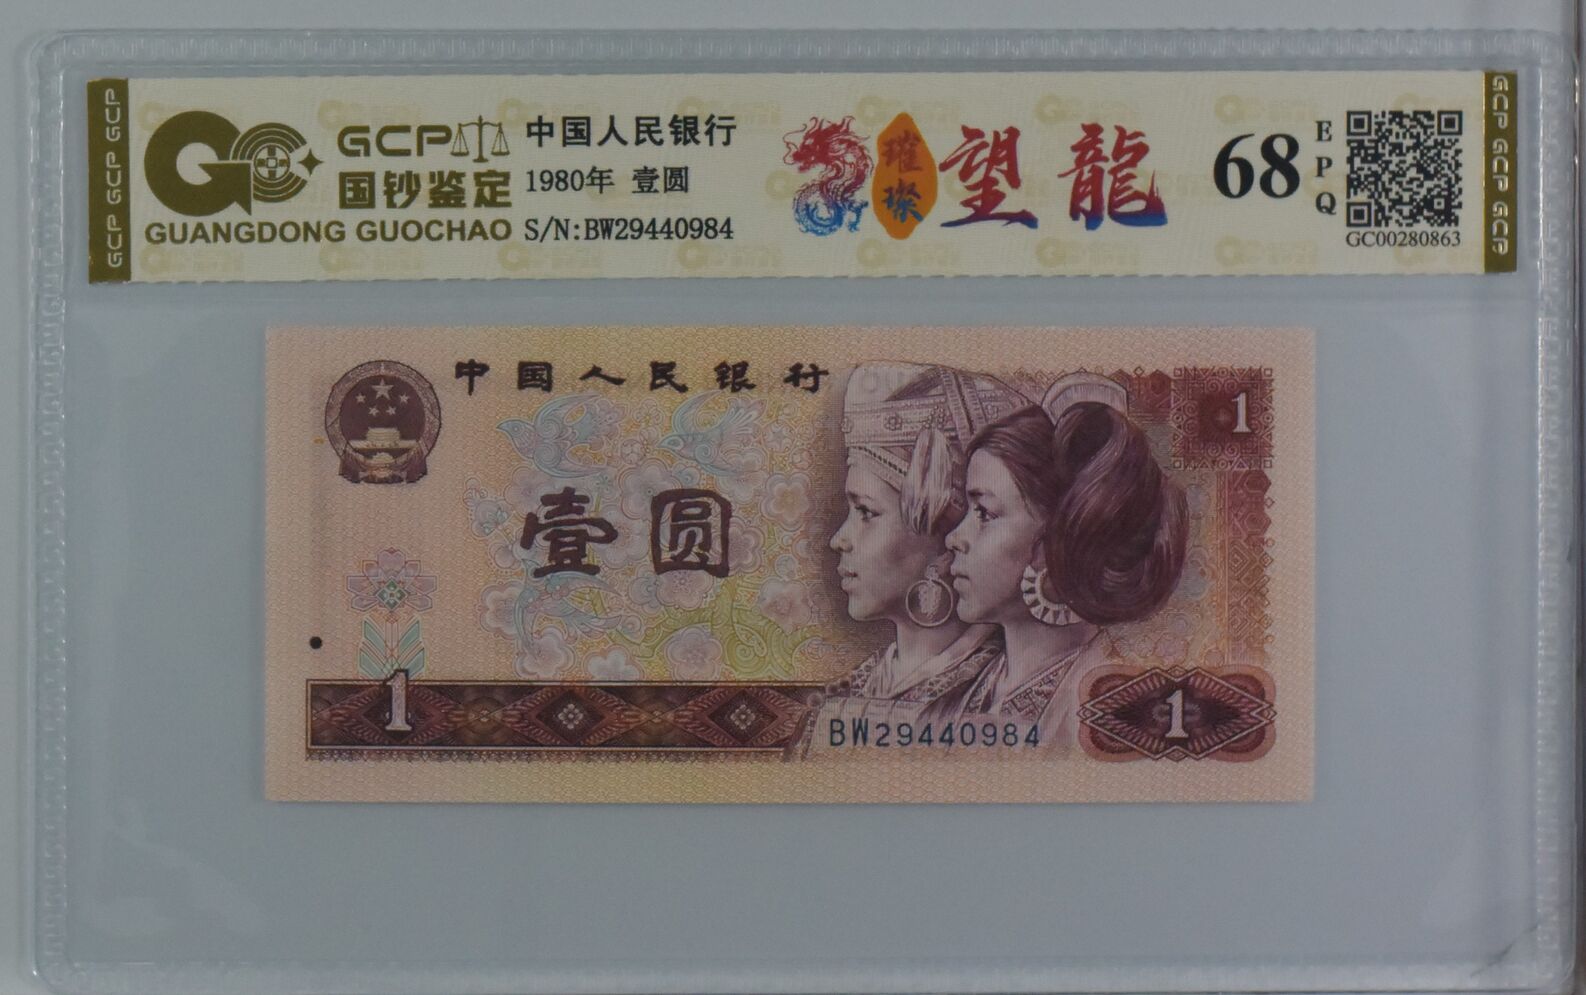 GCP GCP GCP
GCP
国钞鉴定
GUANGDONG GUOCHAO
中国人民银行
1980年 壹圆
S/N:BW29440984
璀璨
望龍
68
EPQ
GC00280863
GCP GCP GCP
中国人民银行
1
壹圆
1
BW29440984
1